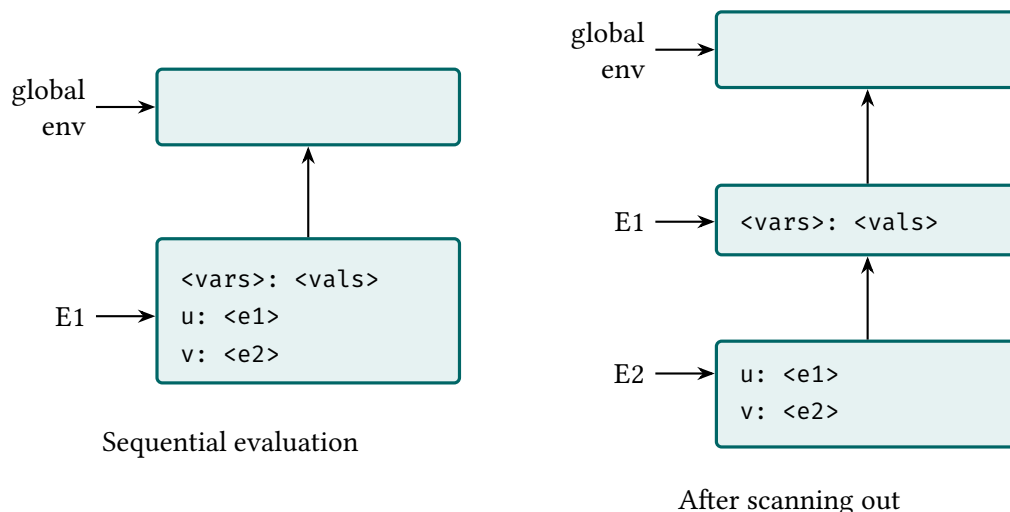 global
env
E1
<vars>: <vals>
u: <e1>
v: <e2>
Sequential evaluation
global
env
E1
<vars>: <vals>
E2
u: <e1>
v: <e2>
After scanning out